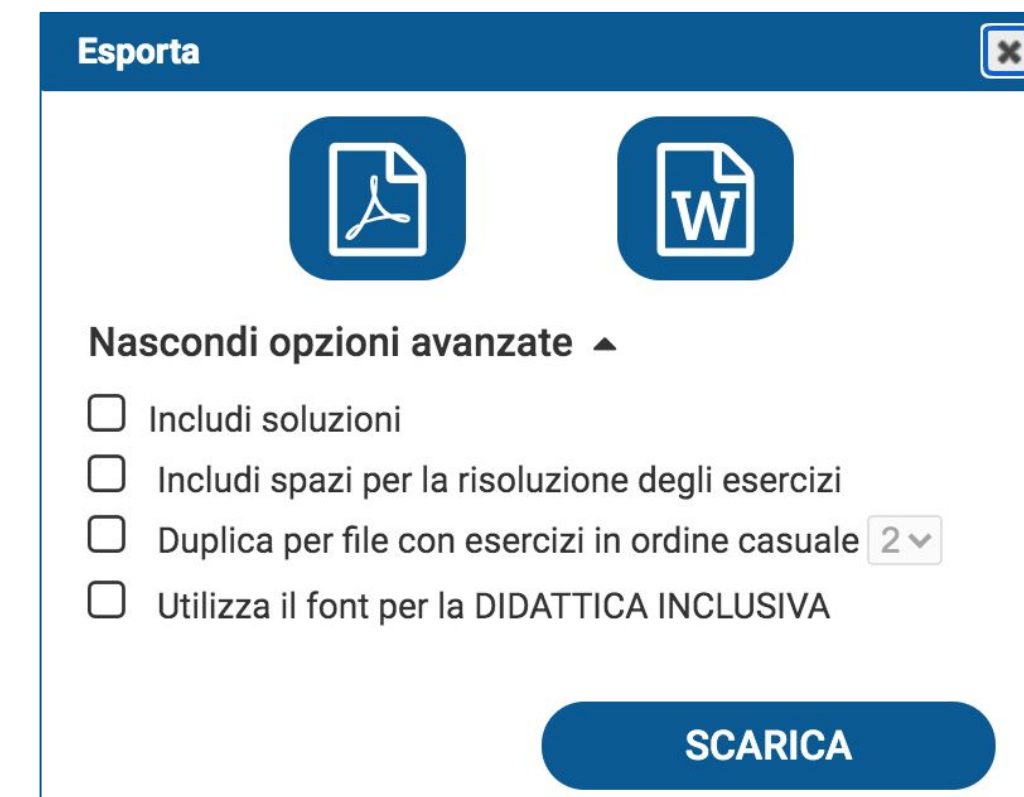 Esporta
W
Nascondi opzioni avanzate
Includi soluzioni
Includi spazi per la risoluzione degli esercizi
Duplica per file con esercizi in ordine casuale 2
Utilizza il font per la DIDATTICA INCLUSIVA
SCARICA